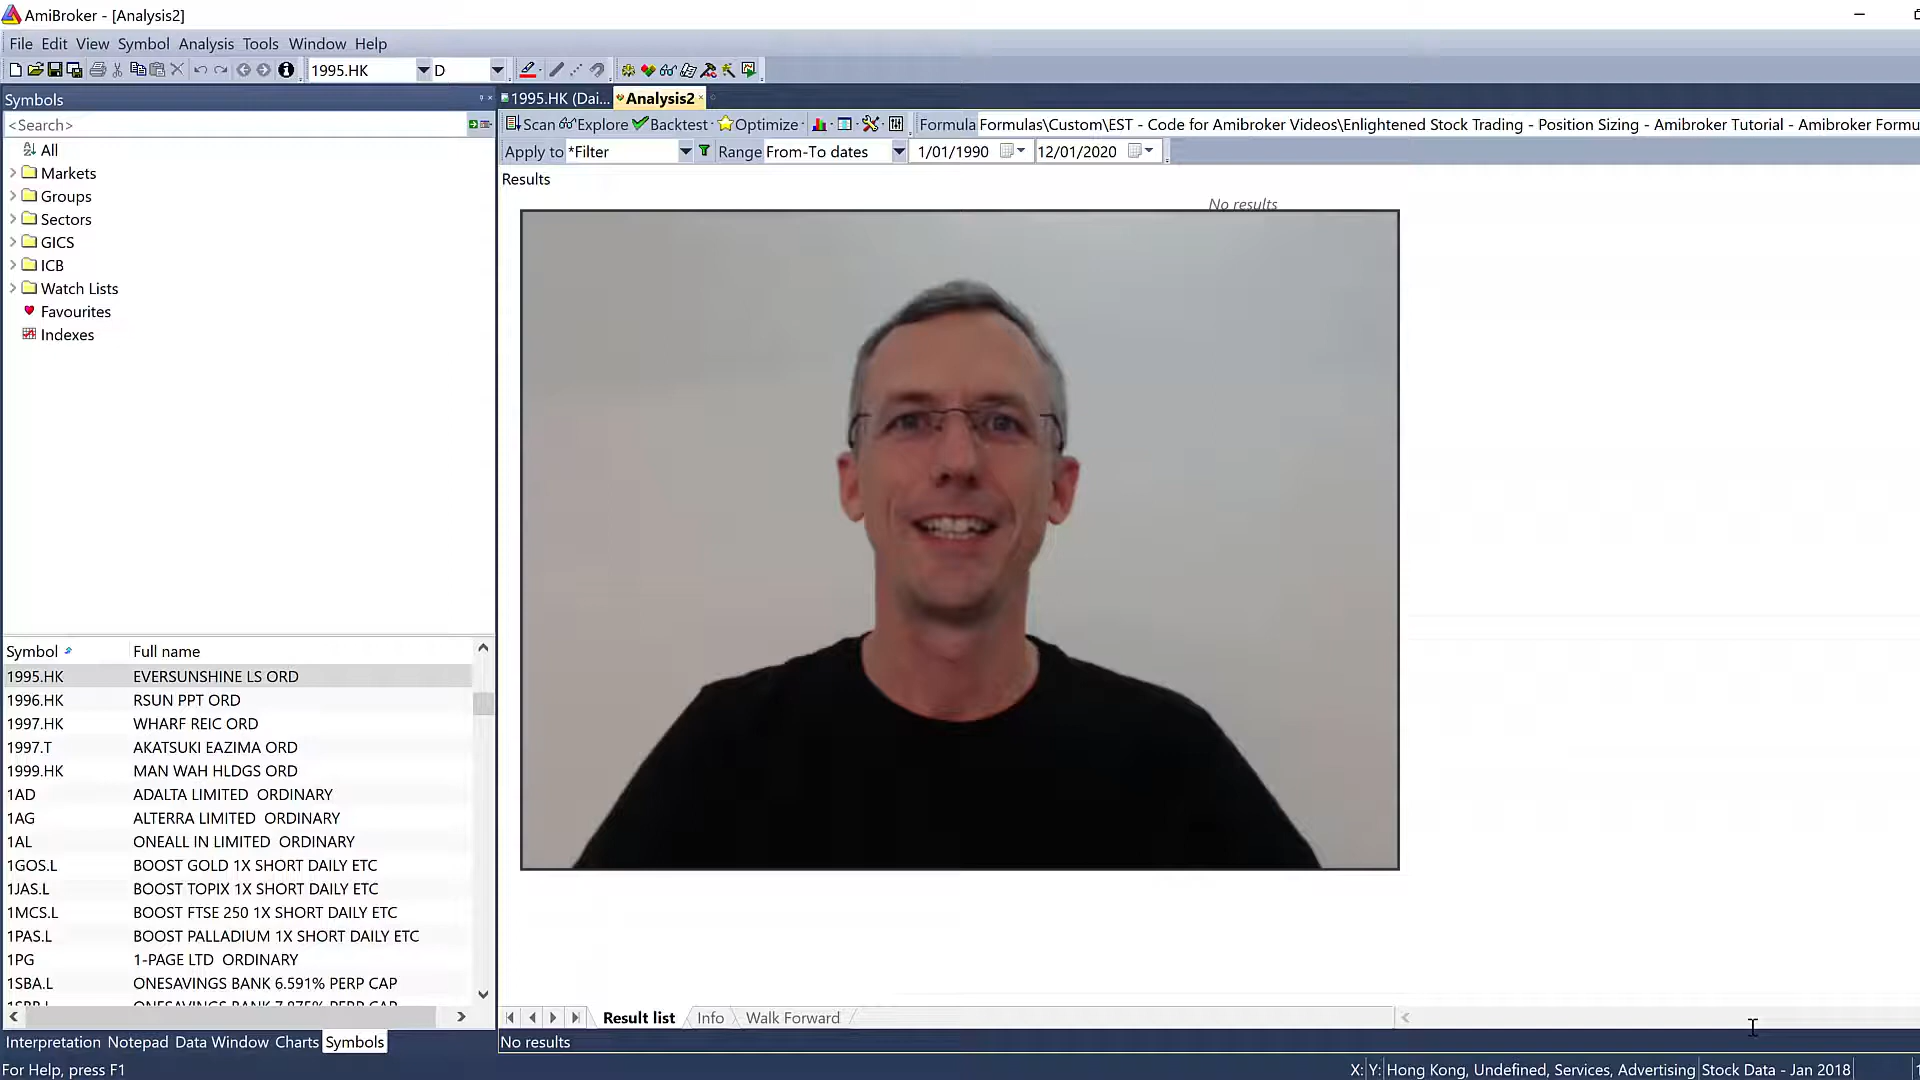 AmiBroker - [Analysis2]
File Edit View Symbol Analysis Tools Window Help
1995.HK D
Symbols
1995.HK (Dai... Analysis2
<Search>
Scan Explore Backtest Optimize Formula Formulas\Custom\EST - Code for Amibroker Videos\Enlightened Stock Trading - Position Sizing - Amibroker Tutorial - Amibroker Formu
Apply to *Filter Range From-To dates 1/01/1990 12/01/2020
Results
No results
All
Markets
Groups
Sectors
GICS
ICB
Watch Lists
Favourites
Indexes
Symbol Full name
1995.HK EVERSUNSHINE LS ORD
1996.HK RSUN PPT ORD
1997.HK WHARF REIC ORD
1997.T AKATSUKI EAZIMA ORD
1999.HK MAN WAH HLDGS ORD
1AD ADALTA LIMITED ORDINARY
1AG ALTERRA LIMITED ORDINARY
1AL ONEALL IN LIMITED ORDINARY
1GOS.L BOOST GOLD 1X SHORT DAILY ETC
1JAS.L BOOST TOPIX 1X SHORT DAILY ETC
1MCS.L BOOST FTSE 250 1X SHORT DAILY ETC
1PAS.L BOOST PALLADIUM 1X SHORT DAILY ETC
1PG 1-PAGE LTD ORDINARY
1SBA.L ONESAVINGS BANK 6.591% PERP CAP
Result list Info Walk Forward
Interpretation Notepad Data Window Charts Symbols
No results
For Help, press F1
X: Y: Hong Kong, Undefined, Services, Advertising Stock Data - Jan 2018